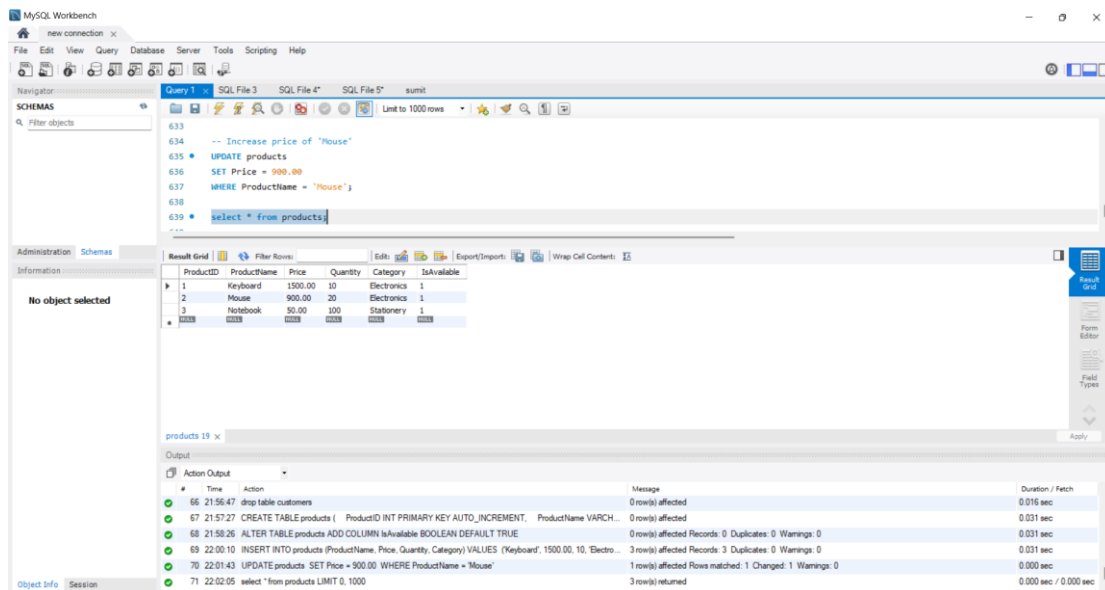 MySQL Workbench
new connection
File Edit View Query Database Server Tools Scripting Help
Navigator
SCHEMAS
Filter objects
Administration Schemas
Information
No object selected
Object Info Session
Query 1 SQL File 3 SQL File 4* SQL File 5* sumit
Limit to 1000 rows
633
634 -- Increase price of 'Mouse'
635 UPDATE products
636 SET Price = 900.00
637 WHERE ProductName = 'Mouse';
638
639 select * from products;
Result Grid Filter Rows: Edit: Export/Import: Wrap Cell Content:
ProductID ProductName Price Quantity Category IsAvailable
1 Keyboard 1500.00 10 Electronics 1
2 Mouse 900.00 20 Electronics 1
3 Notebook 50.00 100 Stationery 1
NULL NULL NULL NULL NULL NULL
Result Grid
Form Editor
Field Types
products 19
Apply
Output
Action Output
# Time Action Message Duration / Fetch
66 21:56:47 drop table customers 0 row(s) affected 0.016 sec
67 21:57:27 CREATE TABLE products ( ProductID INT PRIMARY KEY AUTO_INCREMENT, ProductName VARCH... 0 row(s) affected 0.031 sec
68 21:58:26 ALTER TABLE products ADD COLUMN IsAvailable BOOLEAN DEFAULT TRUE 0 row(s) affected Records: 0 Duplicates: 0 Warnings: 0 0.031 sec
69 22:00:10 INSERT INTO products (ProductName, Price, Quantity, Category) VALUES ('Keyboard', 1500.00, 10, 'Electro... 3 row(s) affected Records: 3 Duplicates: 0 Warnings: 0 0.031 sec
70 22:01:43 UPDATE products SET Price = 900.00 WHERE ProductName = 'Mouse' 1 row(s) affected Rows matched: 1 Changed: 1 Warnings: 0 0.000 sec
71 22:02:05 select * from products LIMIT 0, 1000 3 row(s) returned 0.000 sec / 0.000 sec